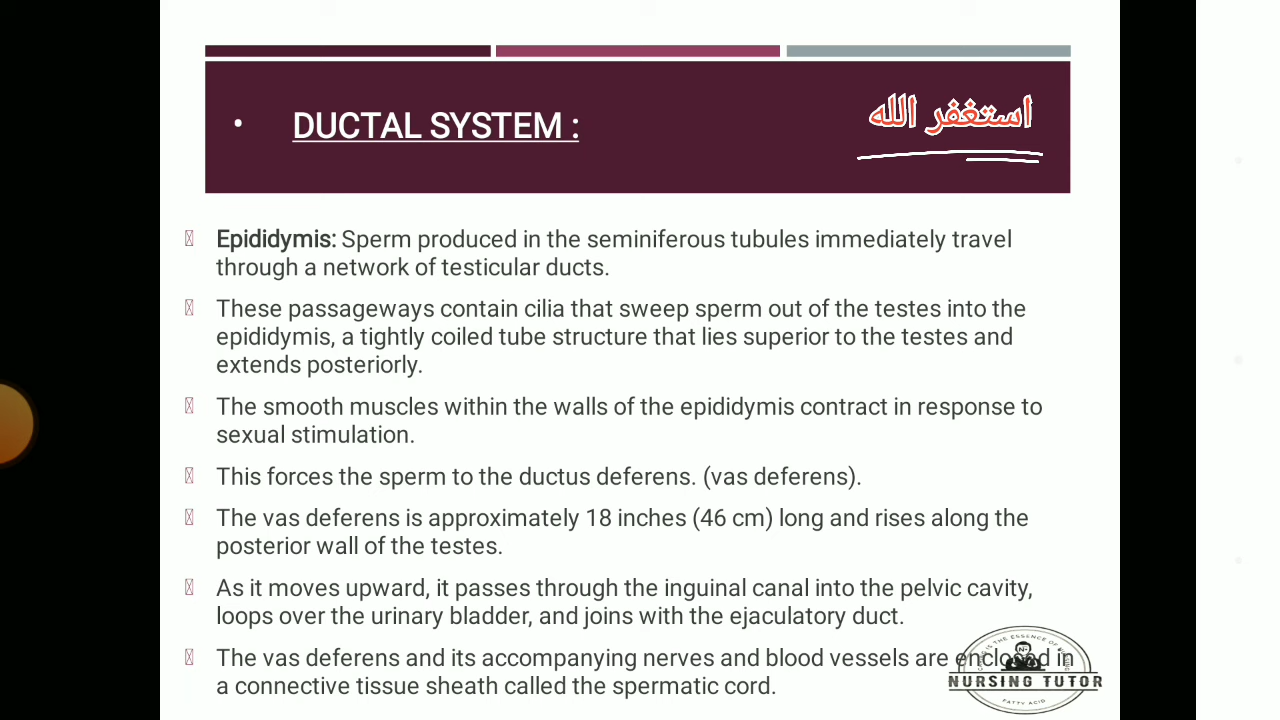 • DUCTAL SYSTEM :
استغفر الله
Epididymis: Sperm produced in the seminiferous tubules immediately travel
through a network of testicular ducts.
These passageways contain cilia that sweep sperm out of the testes into the
epididymis, a tightly coiled tube structure that lies superior to the testes and
extends posteriorly.
The smooth muscles within the walls of the epididymis contract in response to
sexual stimulation.
This forces the sperm to the ductus deferens. (vas deferens).
The vas deferens is approximately 18 inches (46 cm) long and rises along the
posterior wall of the testes.
As it moves upward, it passes through the inguinal canal into the pelvic cavity,
loops over the urinary bladder, and joins with the ejaculatory duct.
The vas deferens and its accompanying nerves and blood vessels are enclosed in
a connective tissue sheath called the spermatic cord.
NURSING TUTOR
FATTY ACID